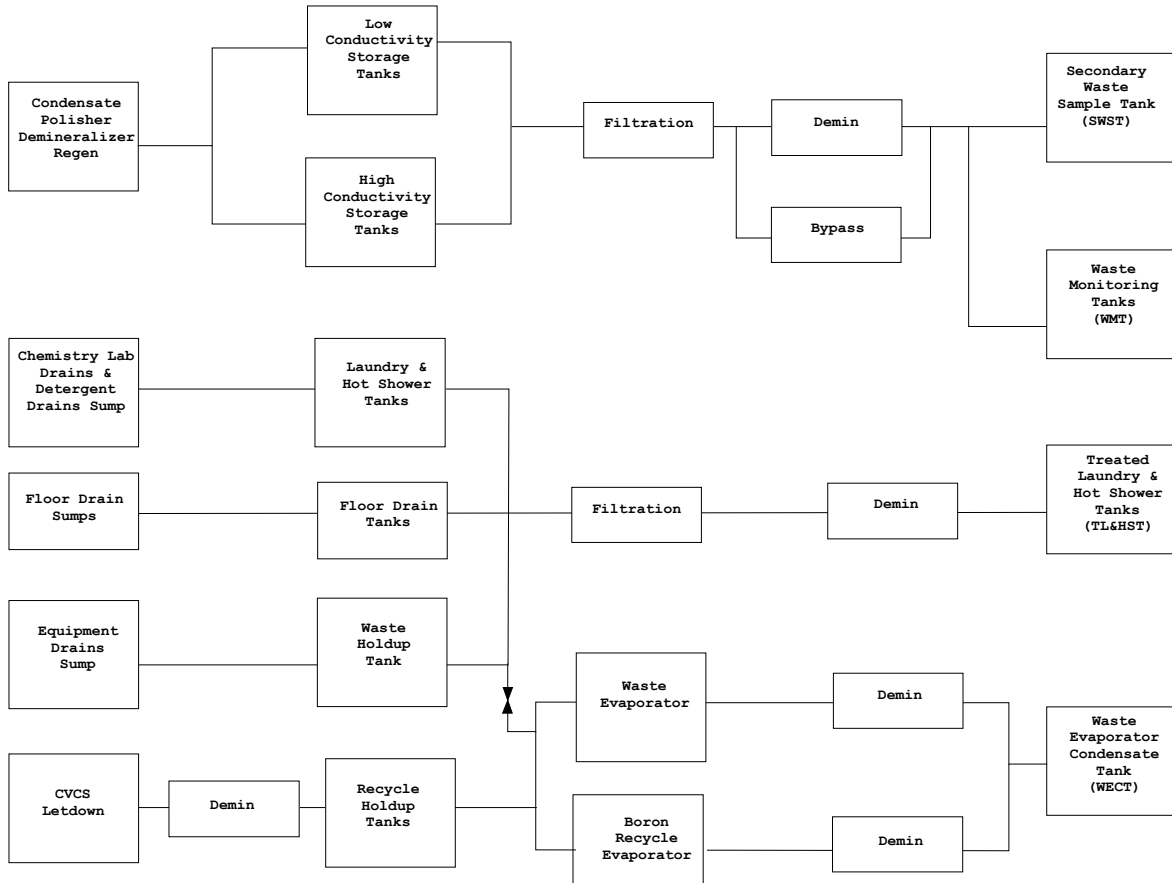 Condensate
Polisher
Demineralizer
Regen
Low
Conductivity
Storage
Tanks
High
Conductivity
Storage
Tanks
Filtration
Demin
Bypass
Secondary
Waste
Sample Tank
(SWST)
Waste
Monitoring
Tanks
(WMT)
Chemistry Lab
Drains &
Detergent
Drains Sump
Laundry &
Hot Shower
Tanks
Floor Drain
Sumps
Floor Drain
Tanks
Filtration
Demin
Treated
Laundry &
Hot Shower
Tanks
(TL&HST)
Equipment
Drains
Sump
Waste
Holdup
Tank
Waste
Evaporator
Demin
Waste
Evaporator
Condensate
Tank
(WECT)
CVCS
Letdown
Demin
Recycle
Holdup
Tanks
Boron
Recycle
Evaporator
Demin